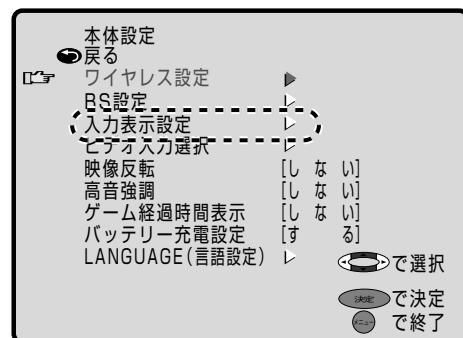 本体設定
戻る
ワイヤレス設定
BS設定
入力表示設定
ビデオ入力選択
映像反転 [しない]
高音強調 [しない]
ゲーム経過時間表示 [しない]
バッテリー充電設定 [する]
LANGUAGE(言語設定)
で選択
決定 で決定
メニュー で終了